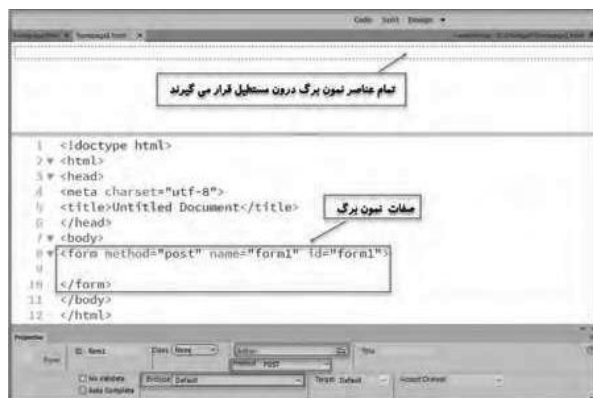 Code Split Design
تمام عناصر نمون برگ درون مستطیل قرار می گیرند
1 <!doctype html>
2 <html>
3 <head>
4 <meta charset="utf-8">
5 <title>Untitled Document</title>
6 </head>
صفات نمون برگ
7 <body>
8 <form method="post" name="form1" id="form1">
9
10 </form>
11 </body>
12 </html>
Properties
ID form1 Class None Action Title
Form Method POST
No Validate Enctype Default Target Default Accept Charset
Auto Complete